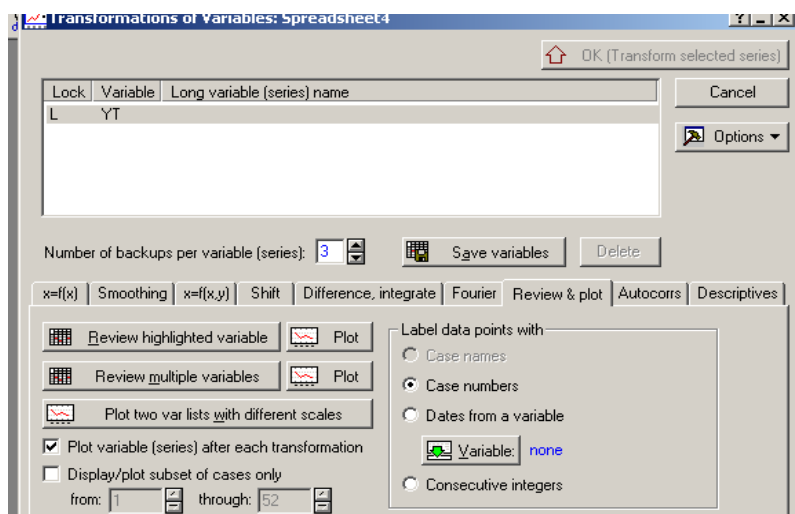 Transformations of Variables: Spreadsheet4
OK (Transform selected series)
Lock Variable Long variable (series) name
L YT
Cancel
Options
Number of backups per variable (series): 3 Save variables Delete
x=f(x) Smoothing x=f(x,y) Shift Difference, integrate Fourier Review & plot Autocorrs Descriptives
Review highlighted variable Plot
Review multiple variables Plot
Plot two var lists with different scales
Plot variable (series) after each transformation
Display/plot subset of cases only
from: 1 through: 52
Label data points with
Case names
Case numbers
Dates from a variable
Variable: none
Consecutive integers